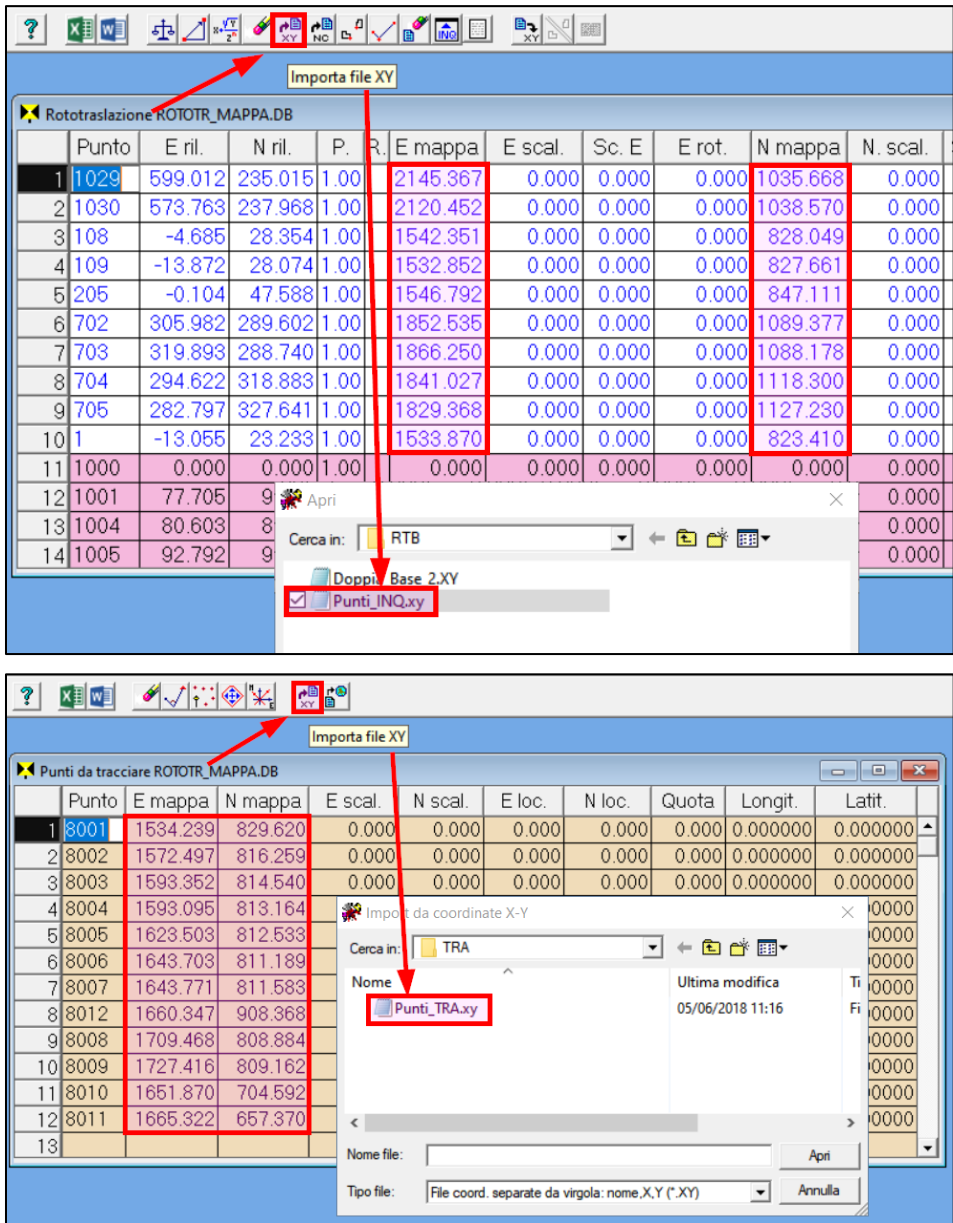 XY NC INQ XY
Importa file XY
Rototraslazione ROTOTR_MAPPA.DB
Punto E ril. N ril. P. R. E mappa E scal. Sc. E E rot. N mappa N. scal.
1 1029 599.012 235.015 1.00 2145.367 0.000 0.000 0.000 1035.668 0.000
2 1030 573.763 237.968 1.00 2120.452 0.000 0.000 0.000 1038.570 0.000
3 108 -4.685 28.354 1.00 1542.351 0.000 0.000 0.000 828.049 0.000
4 109 -13.872 28.074 1.00 1532.852 0.000 0.000 0.000 827.661 0.000
5 205 -0.104 47.588 1.00 1546.792 0.000 0.000 0.000 847.111 0.000
6 702 305.982 289.602 1.00 1852.535 0.000 0.000 0.000 1089.377 0.000
7 703 319.893 288.740 1.00 1866.250 0.000 0.000 0.000 1088.178 0.000
8 704 294.622 318.883 1.00 1841.027 0.000 0.000 0.000 1118.300 0.000
9 705 282.797 327.641 1.00 1829.368 0.000 0.000 0.000 1127.230 0.000
10 1 -13.055 23.233 1.00 1533.870 0.000 0.000 0.000 823.410 0.000
11 1000 0.000 0.000 1.00 0.000 0.000 0.000 0.000 0.000 0.000
12 1001 77.705 9 0.000
13 1004 80.603 8 0.000
14 1005 92.792 9 0.000
Apri
Cerca in: RTB
Doppia Base_2.XY
Punti_INQ.xy
XY
Importa file XY
Punti da tracciare ROTOTR_MAPPA.DB
Punto E mappa N mappa E scal. N scal. E loc. N loc. Quota Longit. Latit.
1 8001 1534.239 829.620 0.000 0.000 0.000 0.000 0.000 0.000000 0.000000
2 8002 1572.497 816.259 0.000 0.000 0.000 0.000 0.000 0.000000 0.000000
3 8003 1593.352 814.540 0.000 0.000 0.000 0.000 0.000 0.000000 0.000000
4 8004 1593.095 813.164 0000
5 8005 1623.503 812.533 0000
6 8006 1643.703 811.189 0000
7 8007 1643.771 811.583 0000
8 8012 1660.347 908.368 0000
9 8008 1709.468 808.884 0000
10 8009 1727.416 809.162 0000
11 8010 1651.870 704.592 0000
12 8011 1665.322 657.370 0000
13
Import da coordinate X-Y
Cerca in: TRA
Nome Ultima modifica Ti
Punti_TRA.xy 05/06/2018 11:16 Fi
Nome file: Apri
Tipo file: File coord. separate da virgola: nome,X,Y (*.XY) Annulla